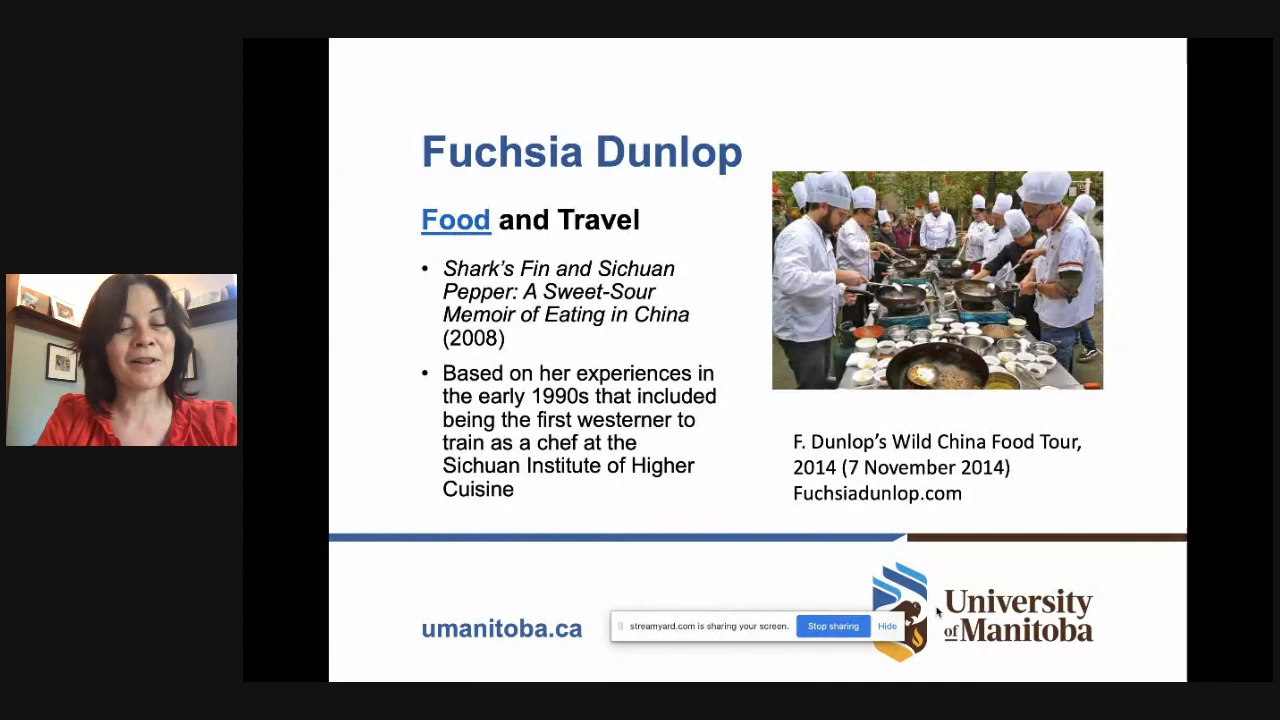 Fuchsia Dunlop
Food and Travel
• Shark's Fin and Sichuan
Pepper: A Sweet-Sour
Memoir of Eating in China
(2008)
• Based on her experiences in
the early 1990s that included
being the first westerner to
train as a chef at the
Sichuan Institute of Higher
Cuisine
F. Dunlop's Wild China Food Tour,
2014 (7 November 2014)
Fuchsiadunlop.com
umanitoba.ca
streamyard.com is sharing your screen.
Stop sharing
Hide
University
of Manitoba